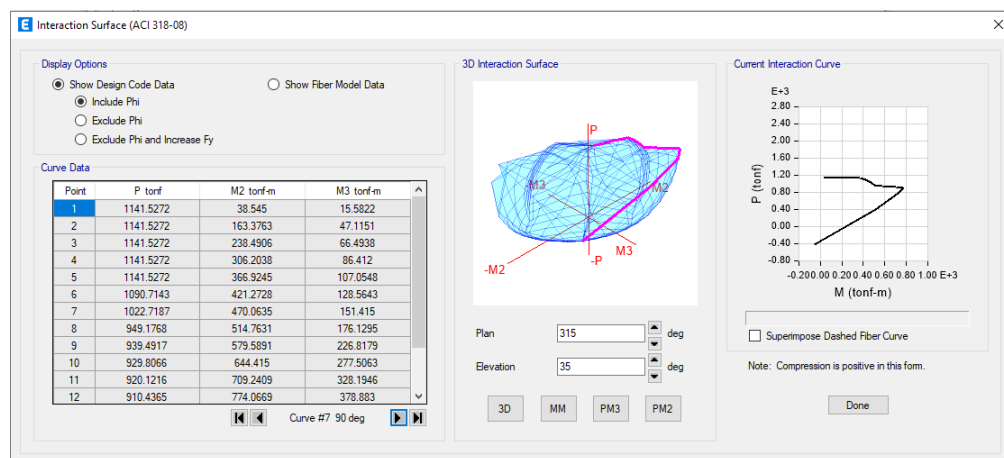 E Interaction Surface (ACI 318-08)
Display Options
Show Design Code Data
Show Fiber Model Data
Include Phi
Exclude Phi
Exclude Phi and Increase Fy
Curve Data
Point P tonf M2 tonf-m M3 tonf-m
1 1141.5272 38.545 15.5822
2 1141.5272 163.3763 47.1151
3 1141.5272 238.4906 66.4938
4 1141.5272 306.2038 86.412
5 1141.5272 366.9245 107.0548
6 1090.7143 421.2728 128.5643
7 1022.7187 470.0635 151.415
8 949.1768 514.7631 176.1295
9 939.4917 579.5891 226.8179
10 929.8066 644.415 277.5063
11 920.1216 709.2409 328.1946
12 910.4365 774.0669 378.883
Curve #7 90 deg
3D Interaction Surface
P
-M3
M2
-M2
-P
M3
Plan 315 deg
Elevation 35 deg
3D MM PM3 PM2
Current Interaction Curve
E+3
2.80
2.40
2.00
1.60
1.20
0.80
0.40
0.00
-0.40
-0.80
P (tonf)
-0.20 0.00 0.20 0.40 0.60 0.80 1.00 E+3
M (tonf-m)
Superimpose Dashed Fiber Curve
Note: Compression is positive in this form.
Done